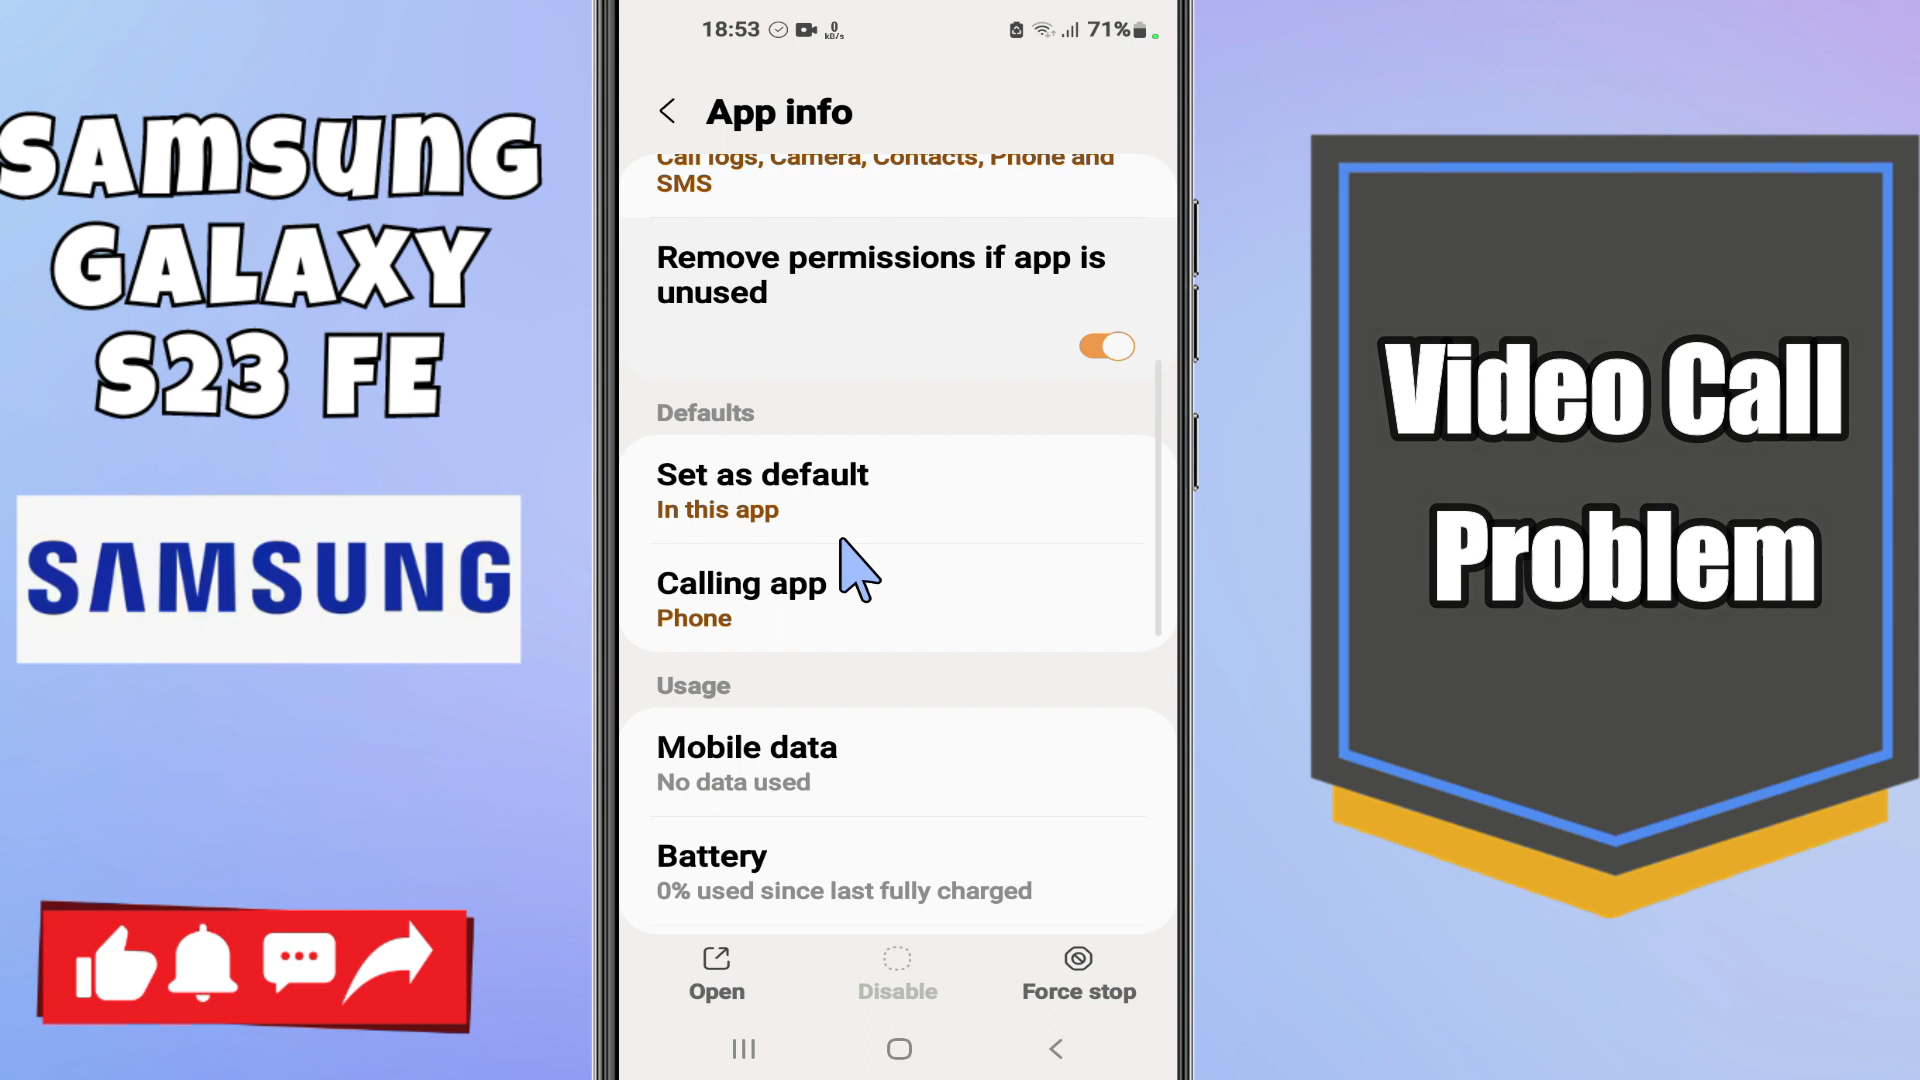 SAMSUNG
GALAXY
S23 FE
SAMSUNG
18:53
0
KB/s
71%
App info
Call logs, Camera, Contacts, Phone and
SMS
Remove permissions if app is
unused
Defaults
Set as default
In this app
Calling app
Phone
Usage
Mobile data
No data used
Battery
0% used since last fully charged
Open
Disable
Force stop
Video Call
Problem